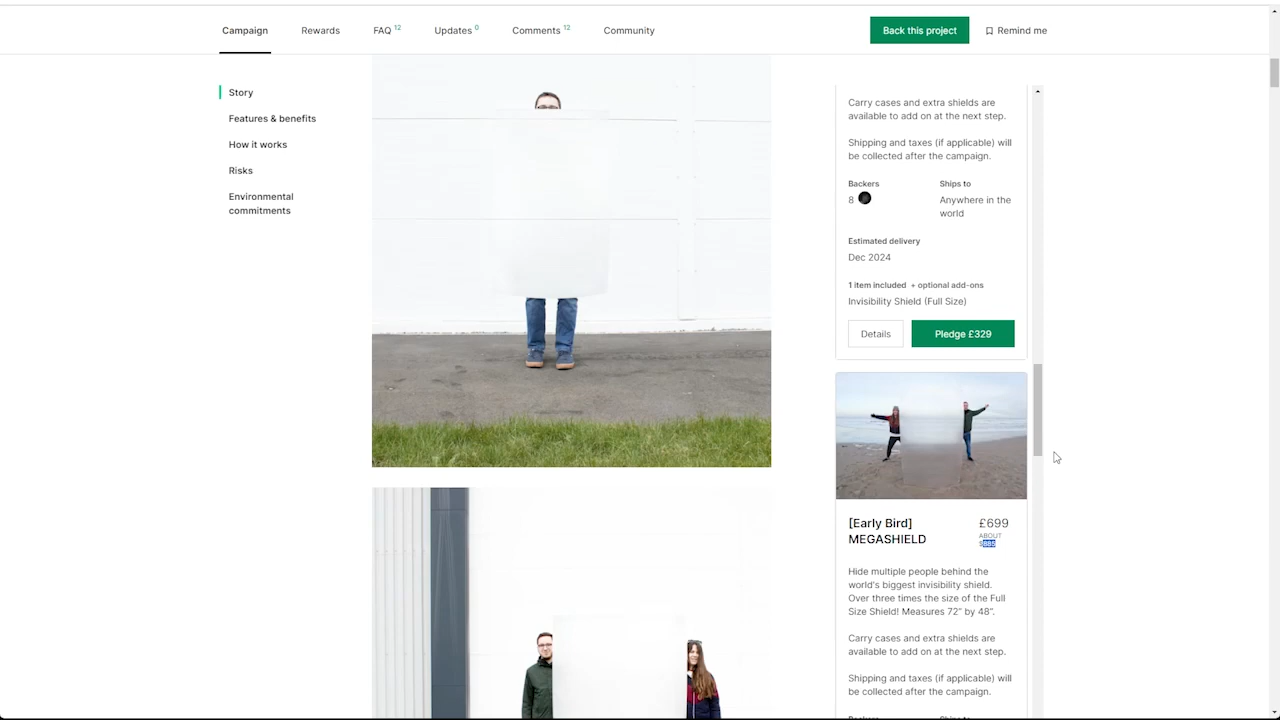 Campaign
Rewards
FAQ 12
Updates 0
Comments 12
Community
Back this project
Remind me
Story
Features & benefits
How it works
Risks
Environmental
commitments
Carry cases and extra shields are
available to add on at the next step.
Shipping and taxes (if applicable) will
be collected after the campaign.
Backers
8
Ships to
Anywhere in the
world
Estimated delivery
Dec 2024
1 item included + optional add-ons
Invisibility Shield (Full Size)
Details
Pledge £329
[Early Bird]
MEGASHIELD
£699
ABOUT
$885
Hide multiple people behind the
world's biggest invisibility shield.
Over three times the size of the Full
Size Shield! Measures 72" by 48".
Carry cases and extra shields are
available to add on at the next step.
Shipping and taxes (if applicable) will
be collected after the campaign.
Backers
Ships to